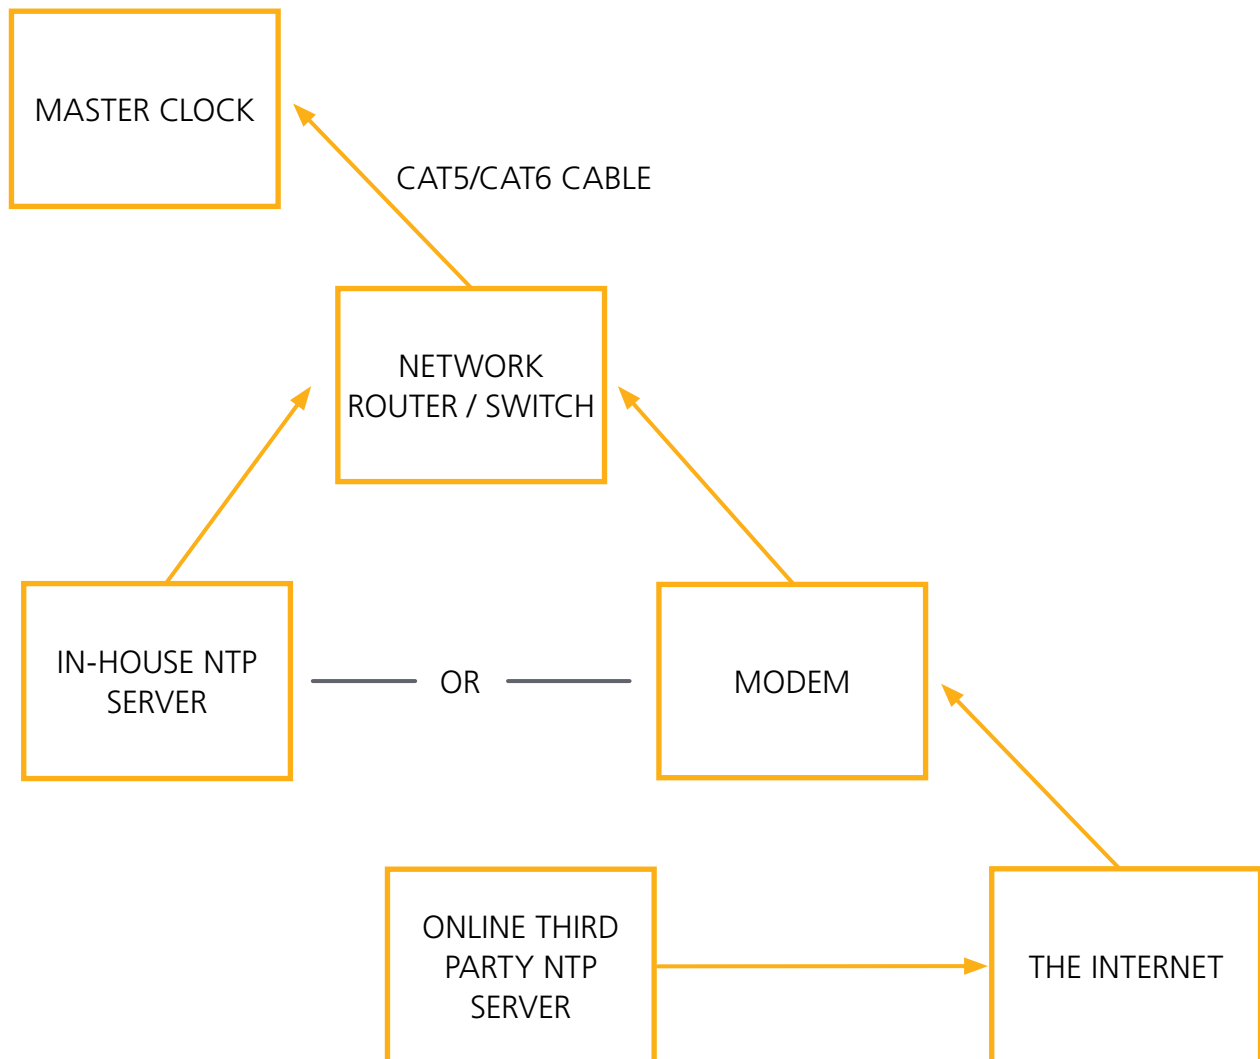 MASTER CLOCK
CAT5/CAT6 CABLE
NETWORK
ROUTER / SWITCH
IN-HOUSE NTP
SERVER
OR
MODEM
ONLINE THIRD
PARTY NTP
SERVER
THE INTERNET